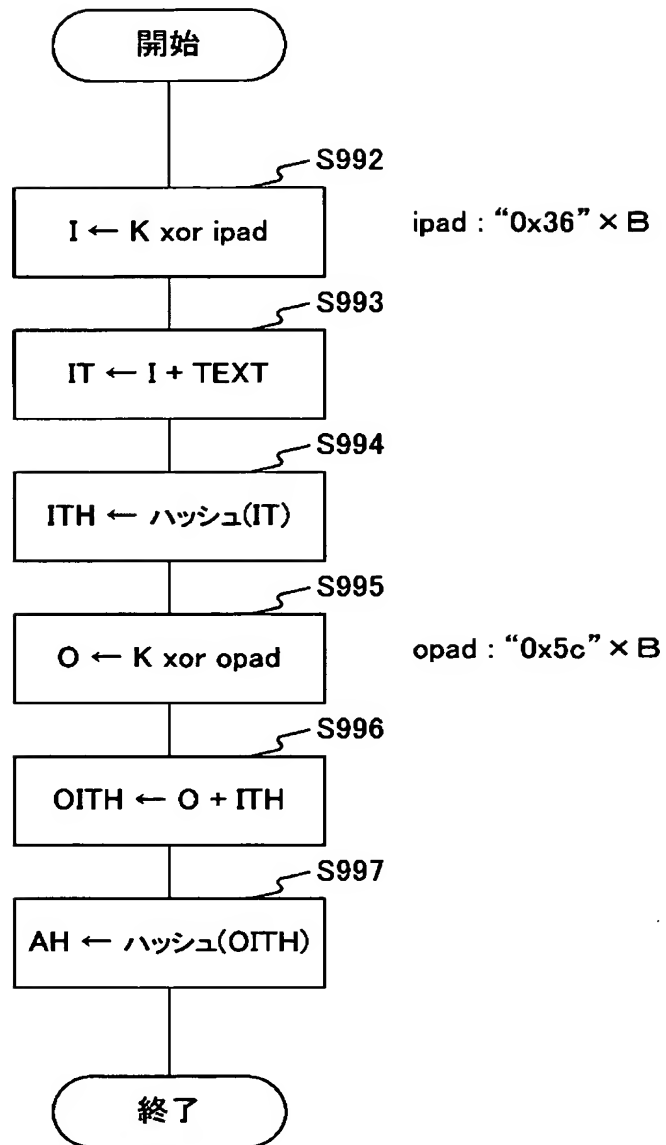 開始
S992
I ← K xor ipad
ipad : “0x36” × B
S993
IT ← I + TEXT
S994
ITH ← ハッシュ(IT)
S995
O ← K xor opad
opad : “0x5c” × B
S996
OITH ← O + ITH
S997
AH ← ハッシュ(OITH)
終了